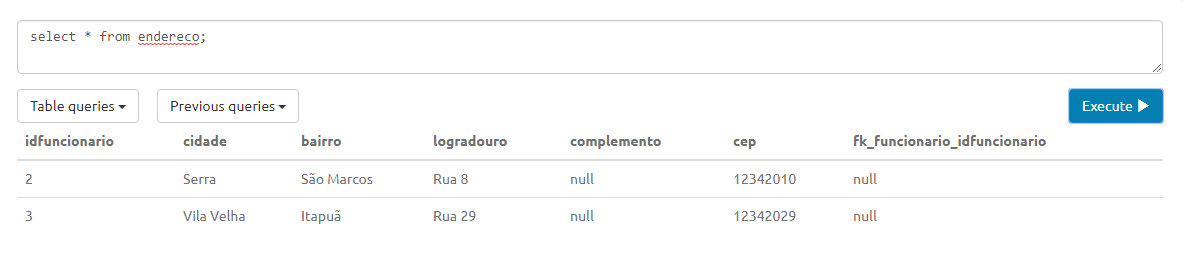 select * from endereco;
Table queries Previous queries Execute
idfuncionario cidade bairro logradouro complemento cep fk_funcionario_idfuncionario
2 Serra São Marcos Rua 8 null 12342010 null
3 Vila Velha Itapuã Rua 29 null 12342029 null